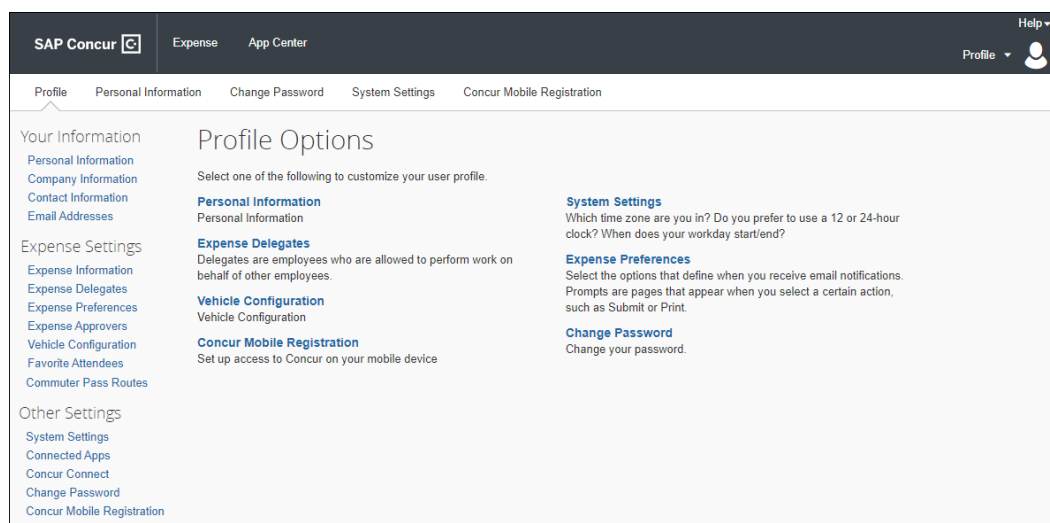 Help
SAP Concur C
Expense
App Center
Profile
Profile
Personal Information
Change Password
System Settings
Concur Mobile Registration
Your Information
Personal Information
Company Information
Contact Information
Email Addresses
Expense Settings
Expense Information
Expense Delegates
Expense Preferences
Expense Approvers
Vehicle Configuration
Favorite Attendees
Commuter Pass Routes
Other Settings
System Settings
Connected Apps
Concur Connect
Change Password
Concur Mobile Registration
Profile Options
Select one of the following to customize your user profile.
Personal Information
Personal Information
Expense Delegates
Delegates are employees who are allowed to perform work on
behalf of other employees.
Vehicle Configuration
Vehicle Configuration
Concur Mobile Registration
Set up access to Concur on your mobile device
System Settings
Which time zone are you in? Do you prefer to use a 12 or 24-hour
clock? When does your workday start/end?
Expense Preferences
Select the options that define when you receive email notifications.
Prompts are pages that appear when you select a certain action,
such as Submit or Print.
Change Password
Change your password.